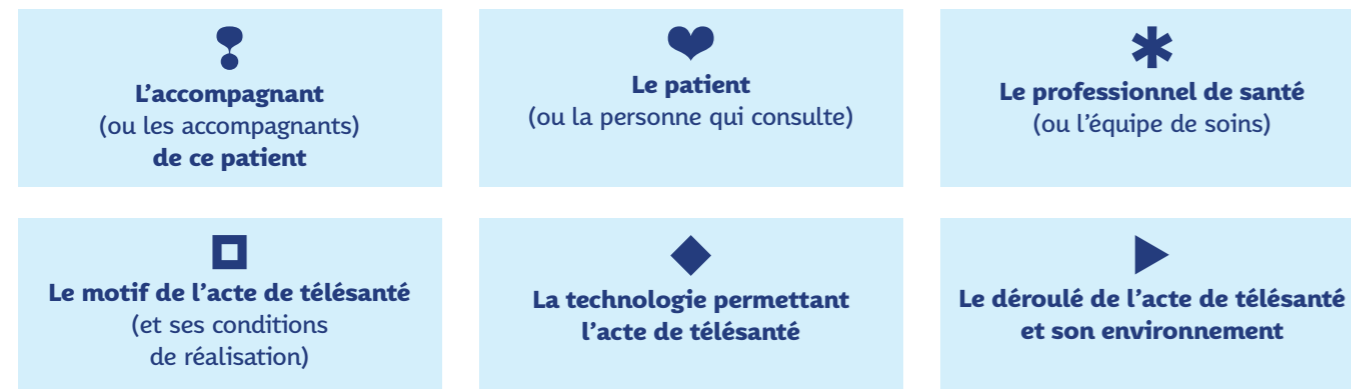 L'accompagnant
(ou les accompagnants)
de ce patient
Le patient
(ou la personne qui consulte)
Le professionnel de santé
(ou l'équipe de soins)
Le motif de l'acte de télésanté
(et ses conditions
de réalisation)
La technologie permettant
l'acte de télésanté
Le déroulé de l'acte de télésanté
et son environnement